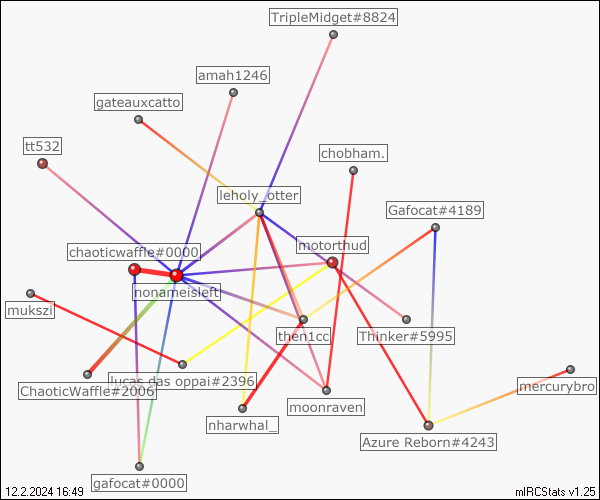 TripleMidget#8824
amah1246
gateauxcatto
tt532
chobham.
leholy_otter
Gafocat#4189
motorthud
chaoticwaffle#0000
nonameisleft
mukszi
then1cc
Thinker#5995
lucas das oppai#2396
ChaoticWaffle#2006
mercurybro
moonraven
nharwhal_
Azure Reborn#4243
gafocat#0000
12.2.2024 16:49
mIRCStats v1.25